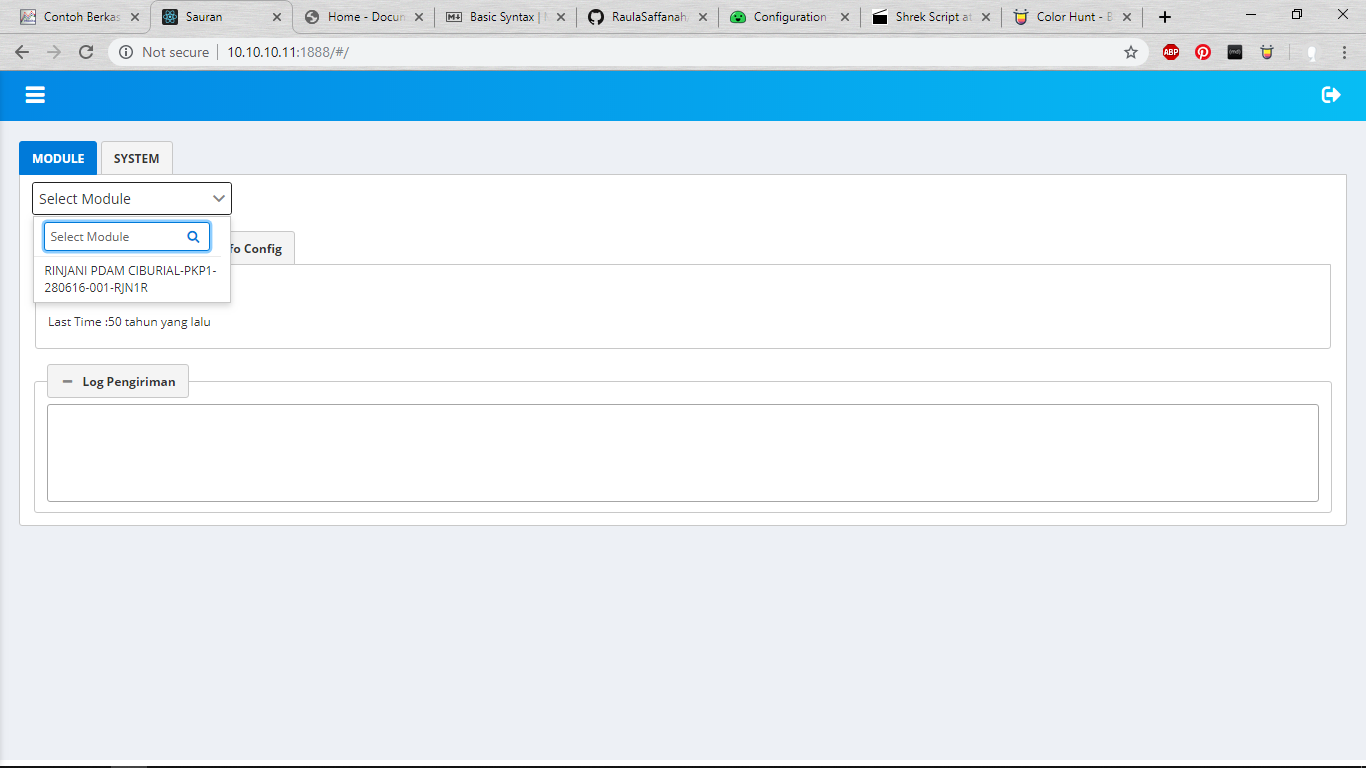 Contoh Berkas
Sauran
Home - Docun
Basic Syntax |
RaulaSaffanah
Configuration
Shrek Script at
Color Hunt - B
Not secure
10.10.10.11:1888/#/
ABP
MODULE
SYSTEM
Select Module
Select Module
RINJANI PDAM CIBURIAL-PKP1-
280616-001-RJN1R
fo Config
Last Time :50 tahun yang lalu
Log Pengiriman